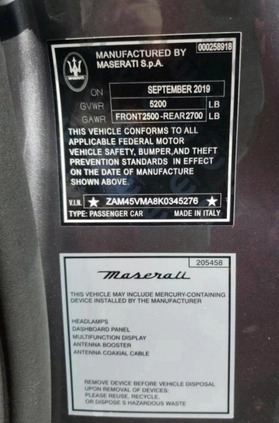 000258918
MANUFACTURED BY
MASERATI S.p.A.
ON SEPTEMBER 2019
GVWR 5200 LB
GAWR FRONT2500-REAR2700 LB
THIS VEHICLE CONFORMS TO ALL
APPLICABLE FEDERAL MOTOR
VEHICLE SAFETY, BUMPER,AND THEFT
PREVENTION STANDARDS IN EFFECT
ON THE DATE OF MANUFACTURE
SHOWN ABOVE.
V.I.N. ★ ZAM45VMA8K0345276 ★
TYPE: PASSENGER CAR MADE IN ITALY
205458
Maserati
THIS VEHICLE MAY INCLUDE MERCURY-CONTAINING
DEVICE INSTALLED BY THE MANUFACTURER
HEADLAMPS
DASHBOARD PANEL
MULTIFUNCTION DISPLAY
ANTENNA BOOSTER
ANTENNA COAXIAL CABLE
REMOVE DEVICE BEFORE VEHICLE DISPOSAL
UPON REMOVAL OF DEVICES:
PLEASE REUSE, RECYCLE,
OR DISPOSE S HAZARDOUS WASTE